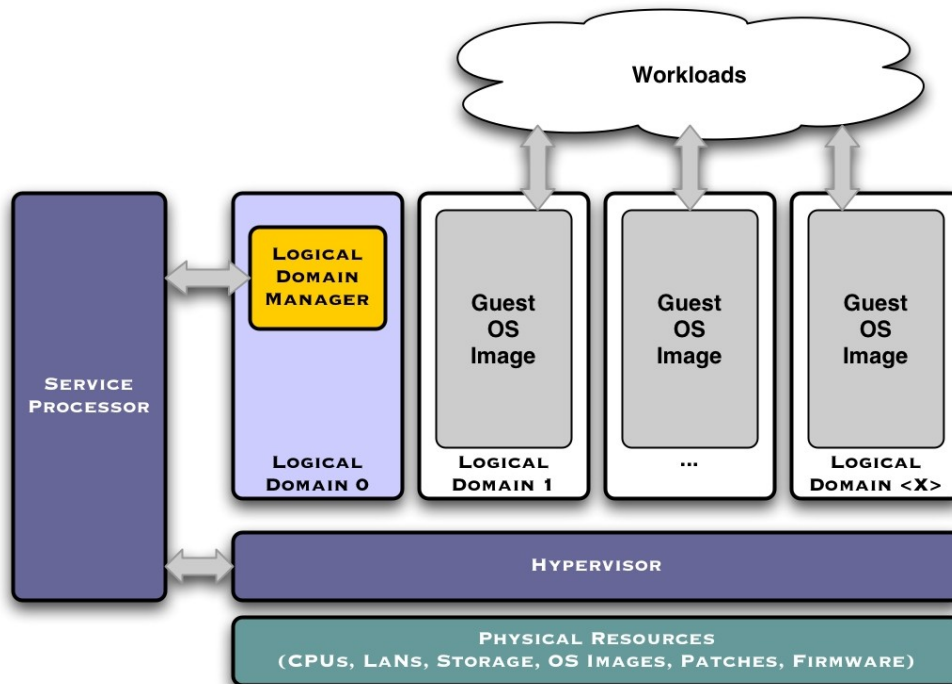 Workloads
LOGICAL
DOMAIN
MANAGER
Guest
OS
Image
Guest
OS
Image
Guest
OS
Image
SERVICE
PROCESSOR
LOGICAL
DOMAIN 0
LOGICAL
DOMAIN 1
...
LOGICAL
DOMAIN <X>
HYPERVISOR
PHYSICAL RESOURCES
(CPUS, LANS, STORAGE, OS IMAGES, PATCHES, FIRMWARE)